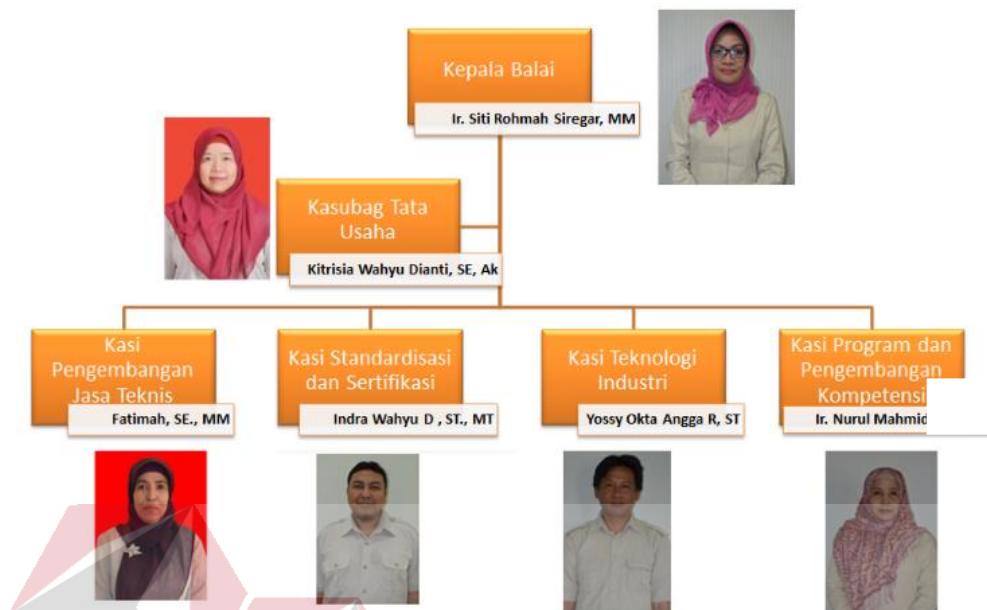 Kepala Balai
Ir. Siti Rohmah Siregar, MM
Kasubag Tata
Usaha
Kitrisia Wahyu Dianti, SE, Ak
Kasi
Pengembangan
Jasa Teknis
Fatimah, SE., MM
Kasi Standardisasi
dan Sertifikasi
Indra Wahyu D , ST., MT
Kasi Teknologi
Industri
Yossy Okta Angga R, ST
Kasi Program dan
Pengembangan
Kompetensi
Ir. Nurul